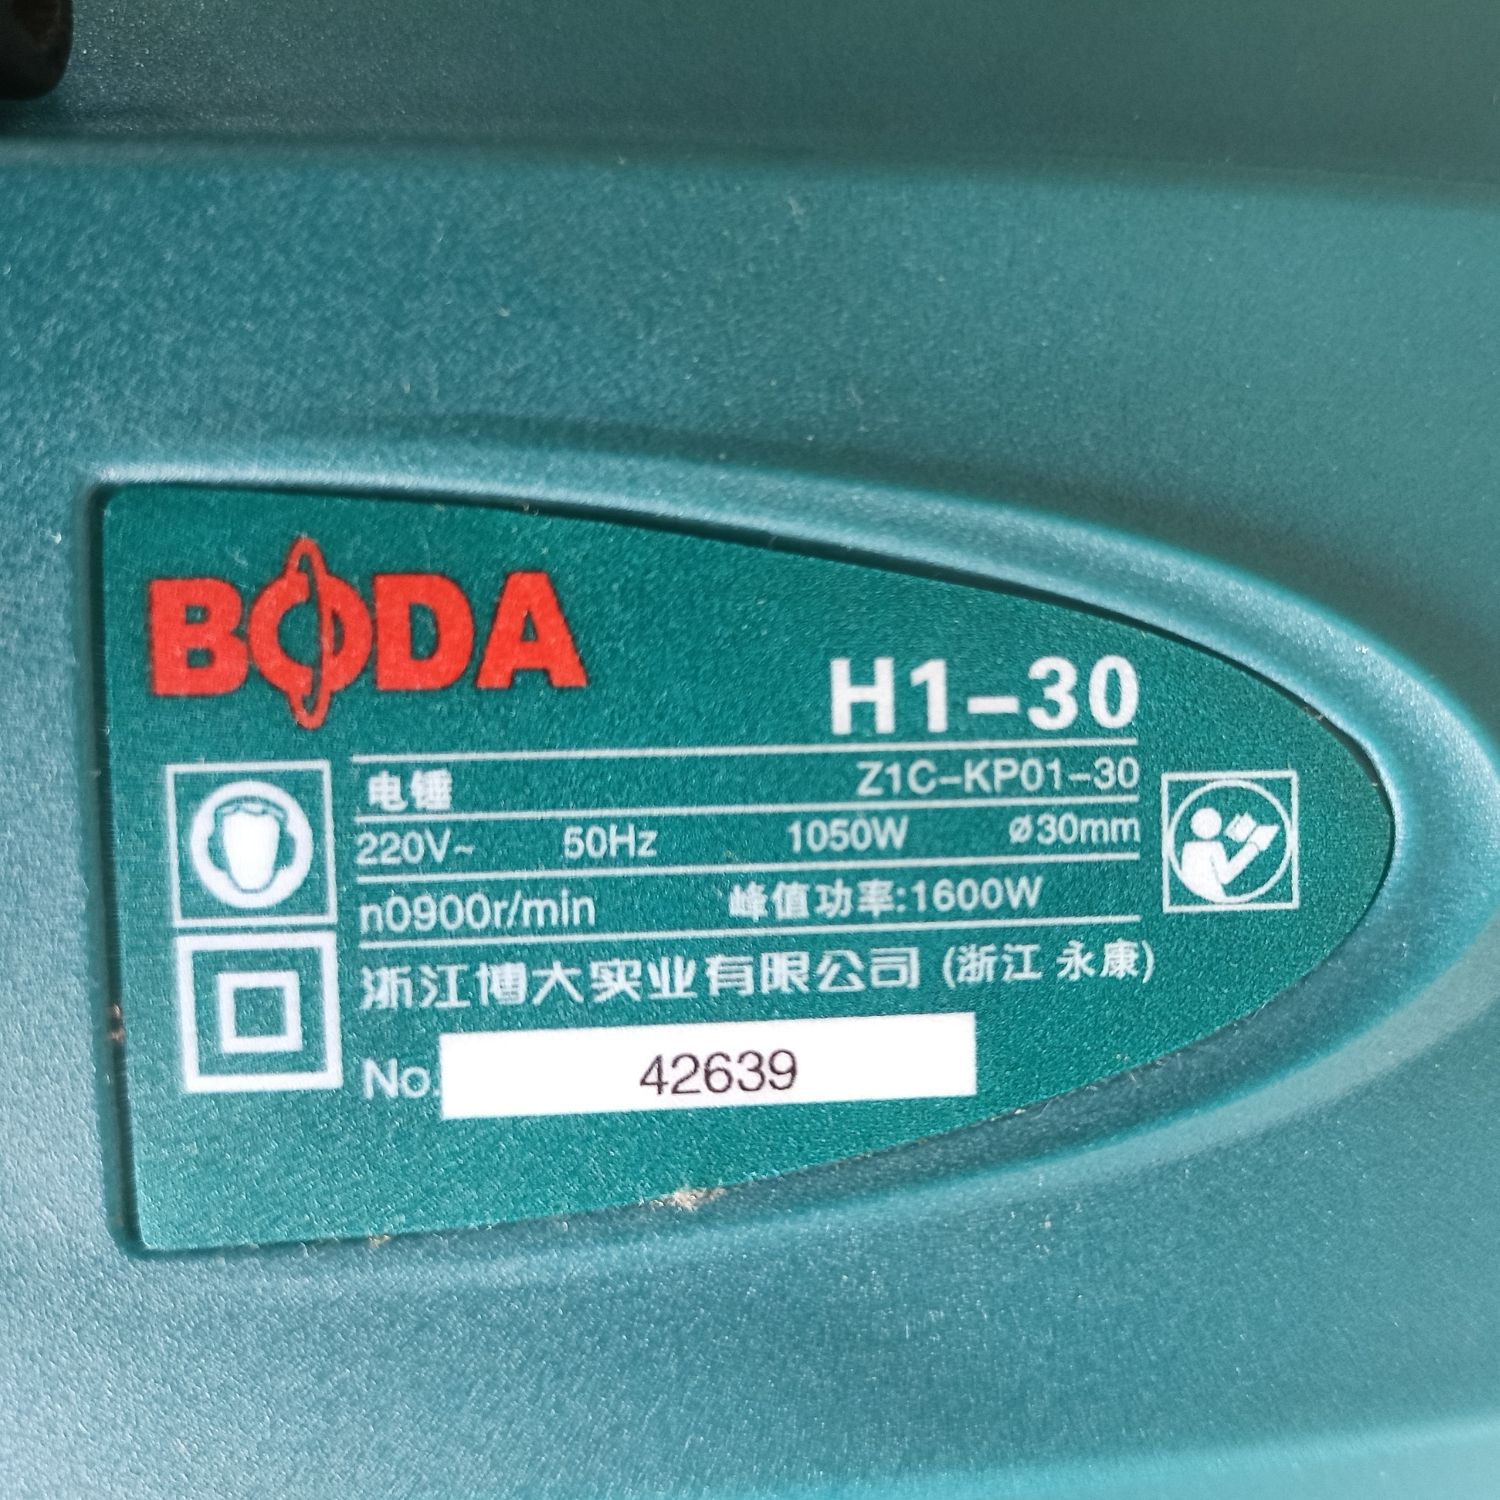 BODA
H1-30
电锤 Z1C-KP01-30
220V~ 50Hz 1050W ⌀30mm
n0900r/min 峰值功率:1600W
浙江博大实业有限公司 (浙江 永康)
No. 42639